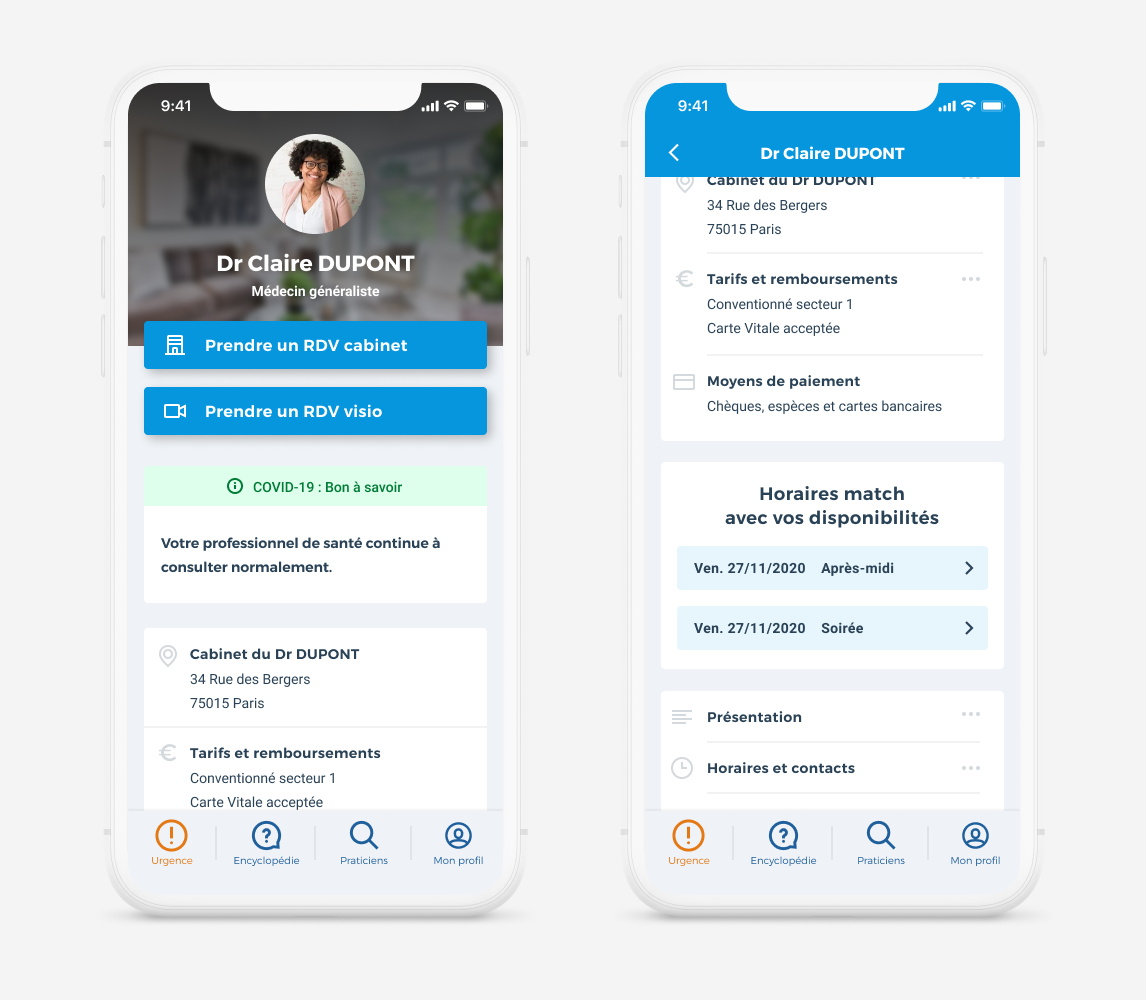 9:41
Dr Claire DUPONT
Médecin généraliste
Prendre un RDV cabinet
Prendre un RDV visio
COVID-19 : Bon à savoir
Votre professionnel de santé continue à
consulter normalement.
Cabinet du Dr DUPONT
34 Rue des Bergers
75015 Paris
Tarifs et remboursements
Conventionné secteur 1
Carte Vitale acceptée
Urgence
Encyclopédie
Praticiens
Mon profil
9:41
Dr Claire DUPONT
Cabinet du Dr DUPONT
34 Rue des Bergers
75015 Paris
Tarifs et remboursements
Conventionné secteur 1
Carte Vitale acceptée
Moyens de paiement
Chèques, espèces et cartes bancaires
Horaires match
avec vos disponibilités
Ven. 27/11/2020 Après-midi
Ven. 27/11/2020 Soirée
Présentation
Horaires et contacts
Urgence
Encyclopédie
Praticiens
Mon profil